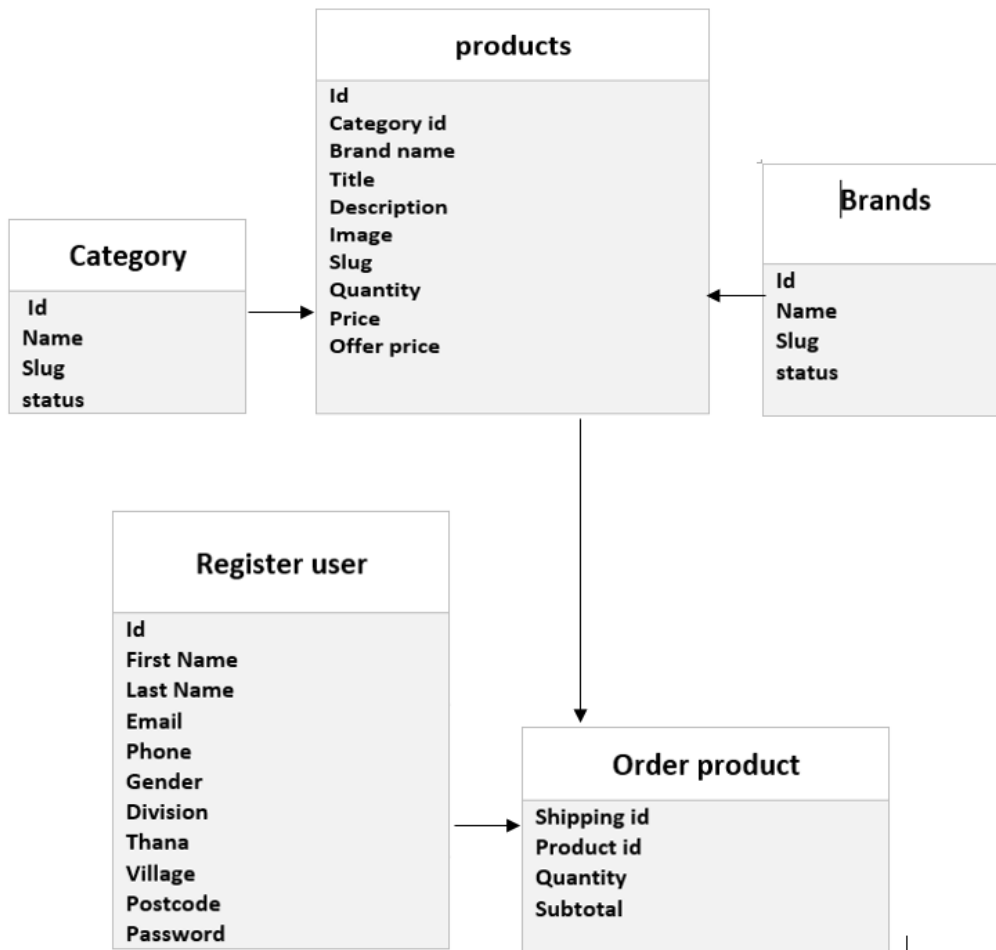 products
Id
Category id
Brand name
Title
Description
Image
Slug
Quantity
Price
Offer price
Category
Id
Name
Slug
status
Brands
Id
Name
Slug
status
Register user
Id
First Name
Last Name
Email
Phone
Gender
Division
Thana
Village
Postcode
Password
Order product
Shipping id
Product id
Quantity
Subtotal